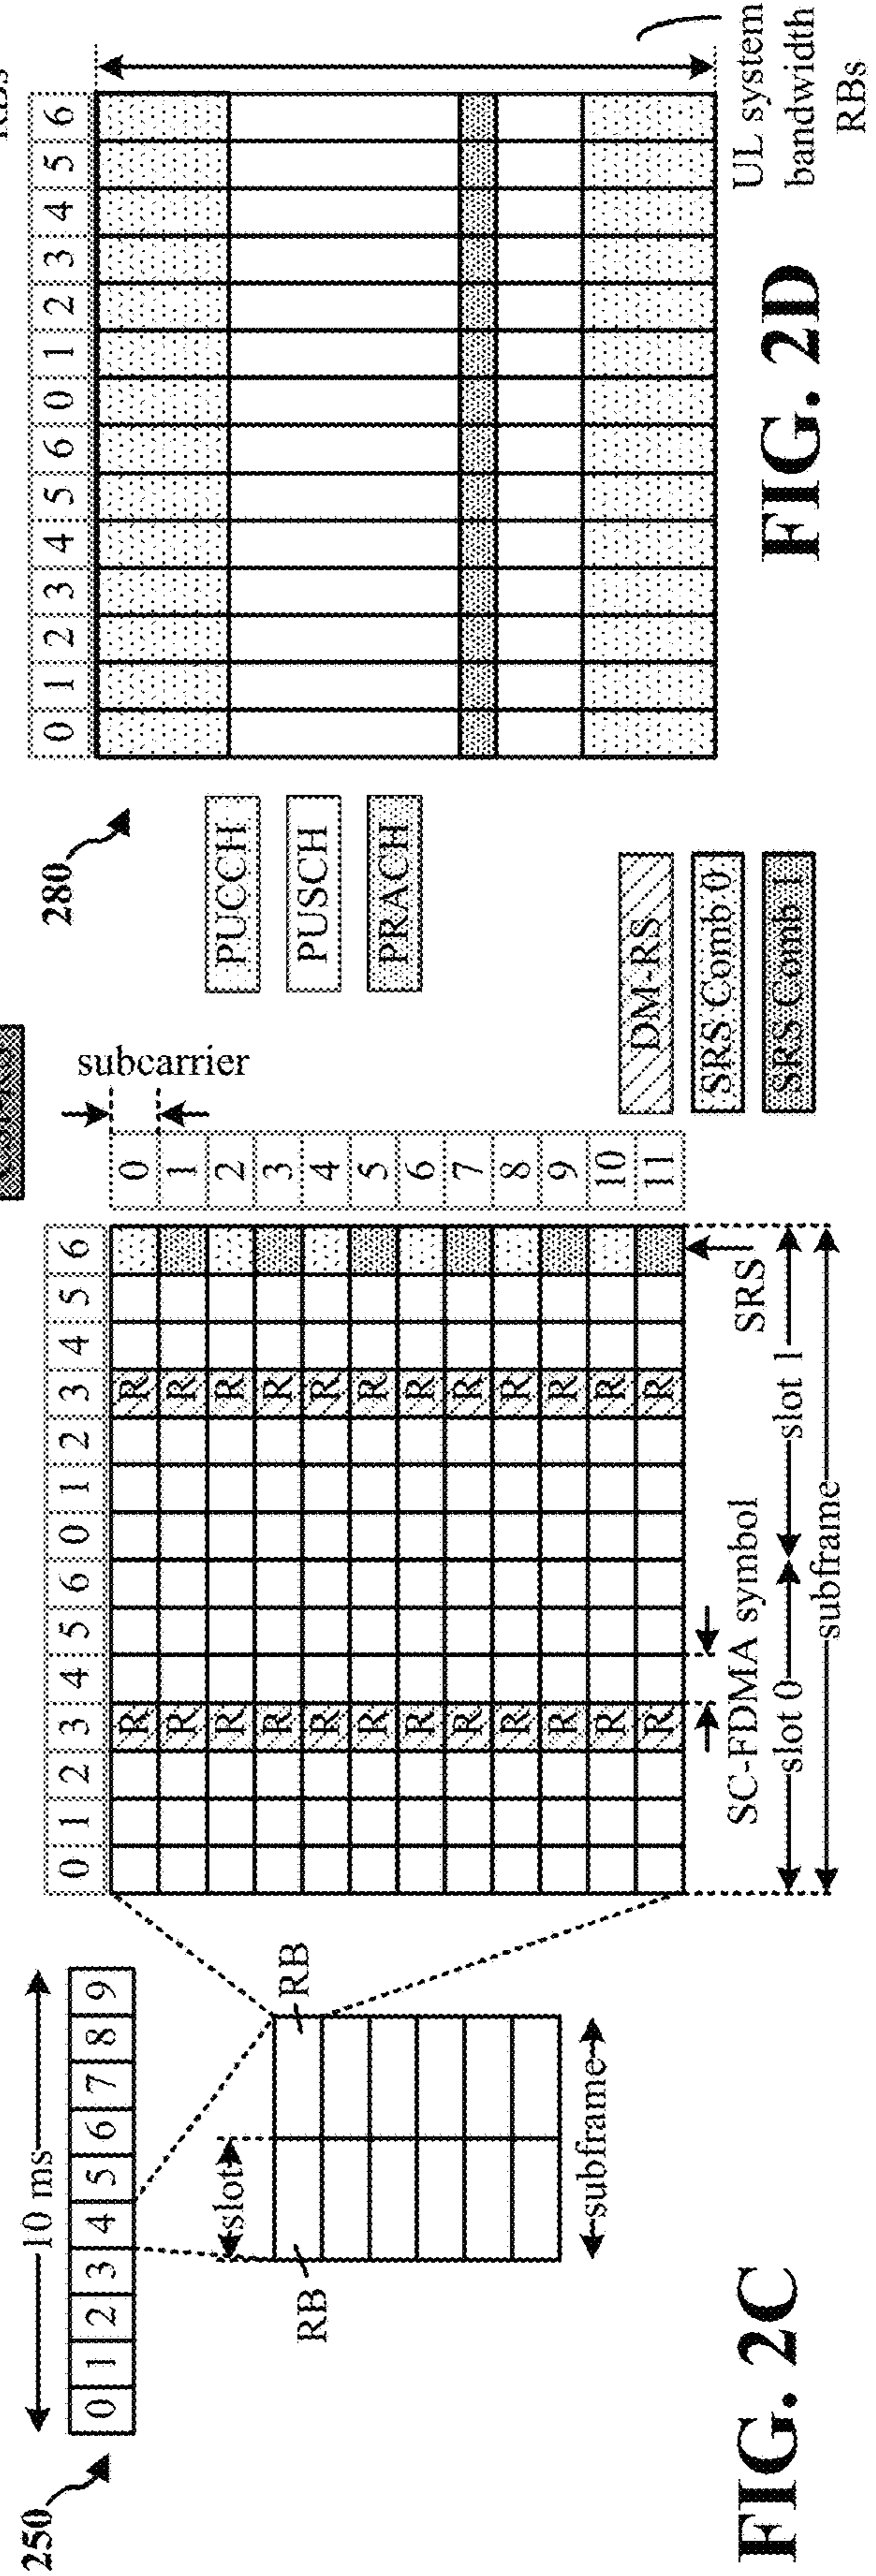 250
10 ms
0 1 2 3 4 5 6 7 8 9
RB
RB
slot
subframe
0 1 2 3 4 5 6 0 1 2 3 4 5 6
subcarrier
R R
R R
R R
R R
R R
R R
R R
R R
R R
R R
R R
R R
0
1
2
3
4
5
6
7
8
9
10
11
SRS
SC-FDMA symbol
slot 0
slot 1
subframe
DM-RS
SRS Comb 0
SRS Comb 1
FIG. 2C
280
0 1 2 3 4 5 6 0 1 2 3 4 5 6
PUCCH
PUSCH
PRACH
UL system
bandwidth
RBs
FIG. 2D